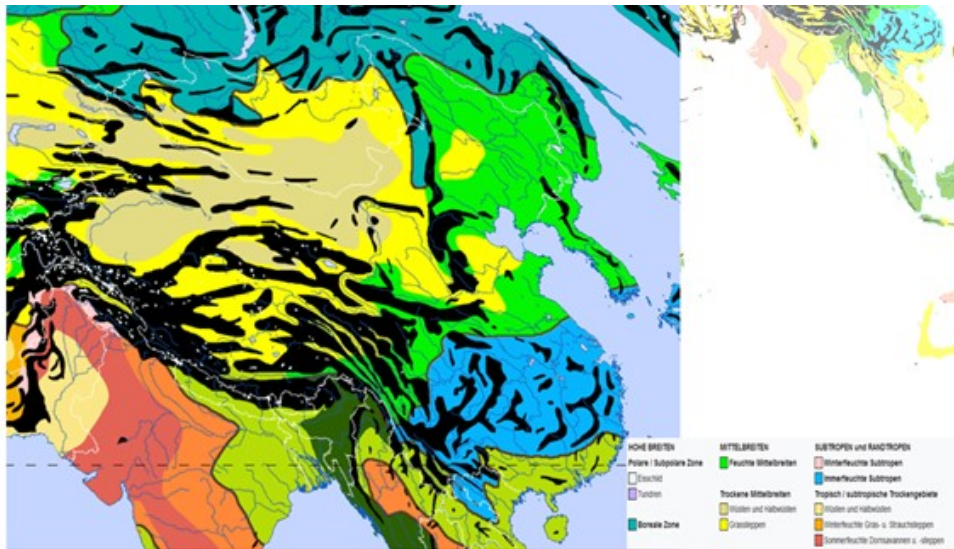 HOHE BREITEN
Polare / Subpolare Zone
Eisschild
Tundren
Boreale Zone
MITTELBREITEN
Feuchte Mittelbreiten
Trockene Mittelbreiten
Wüsten und Halbwüsten
Grassteppen
SUBTROPEN und RANDTROPEN
Winterfeuchte Subtropen
Immerfeuchte Subtropen
Tropisch / subtropische Trockengebiete
Wüsten und Halbwüsten
Winterfeuchte Gras- u. Strauchsteppen
Sommerfeuchte Dornsavannen u. -steppen